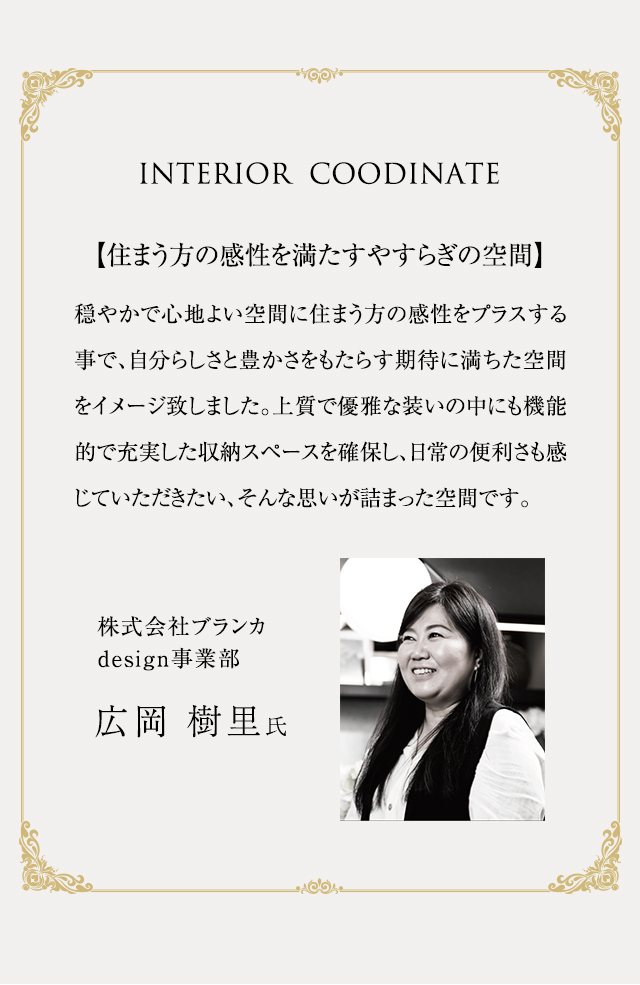 INTERIOR COODINATE
【住まう方の感性を満たすやすらぎの空間】
穏やかで心地よい空間に住まう方の感性をプラスする
事で、自分らしさと豊かさをもたらす期待に満ちた空間
をイメージ致しました。上質で優雅な装いの中にも機能
的で充実した収納スペースを確保し、日常の便利さも感
じていただきたい、そんな思いが詰まった空間です。
株式会社ブランカ
design事業部
広岡 樹里氏